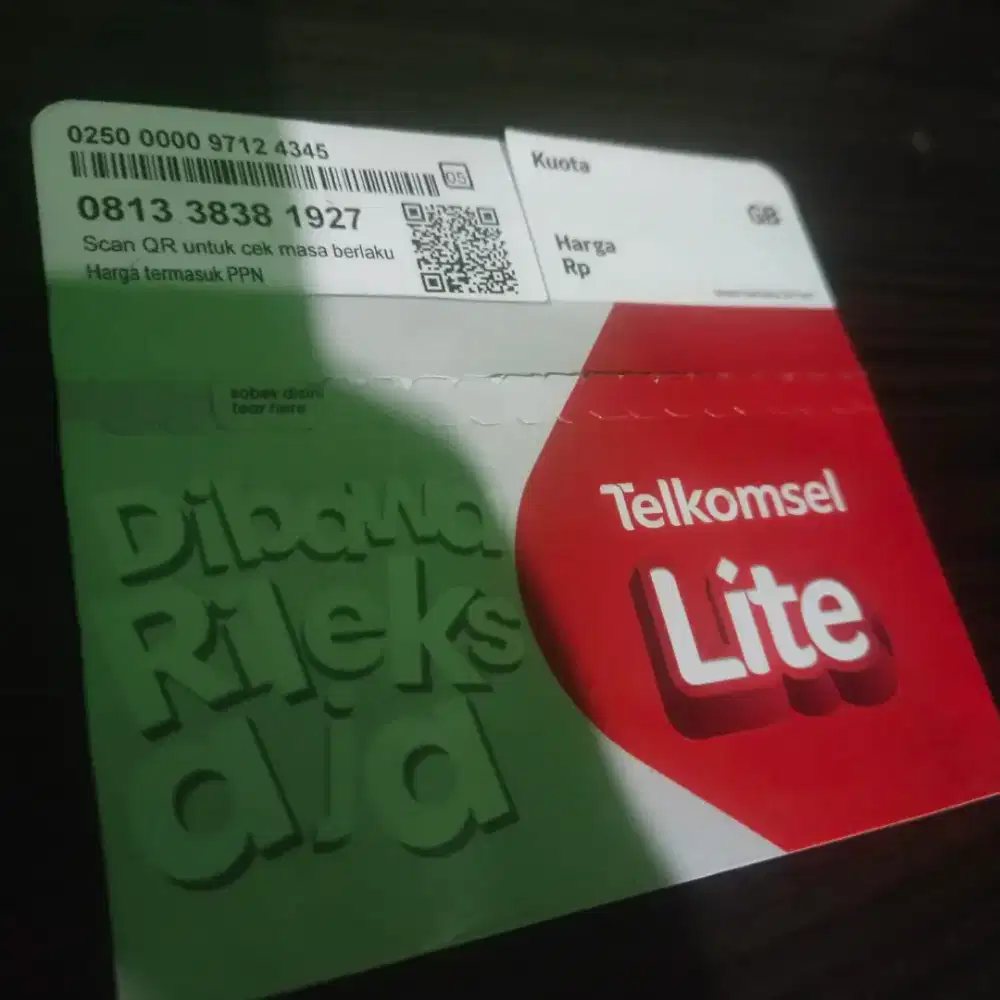 0250 0000 9712 4345
05
0813 3838 1927
Scan QR untuk cek masa berlaku
Harga termasuk PPN
Kuota
GB
Harga
Rp
sobek disini
tear here
Dibawa
Rileks
aja
Telkomsel
Lite